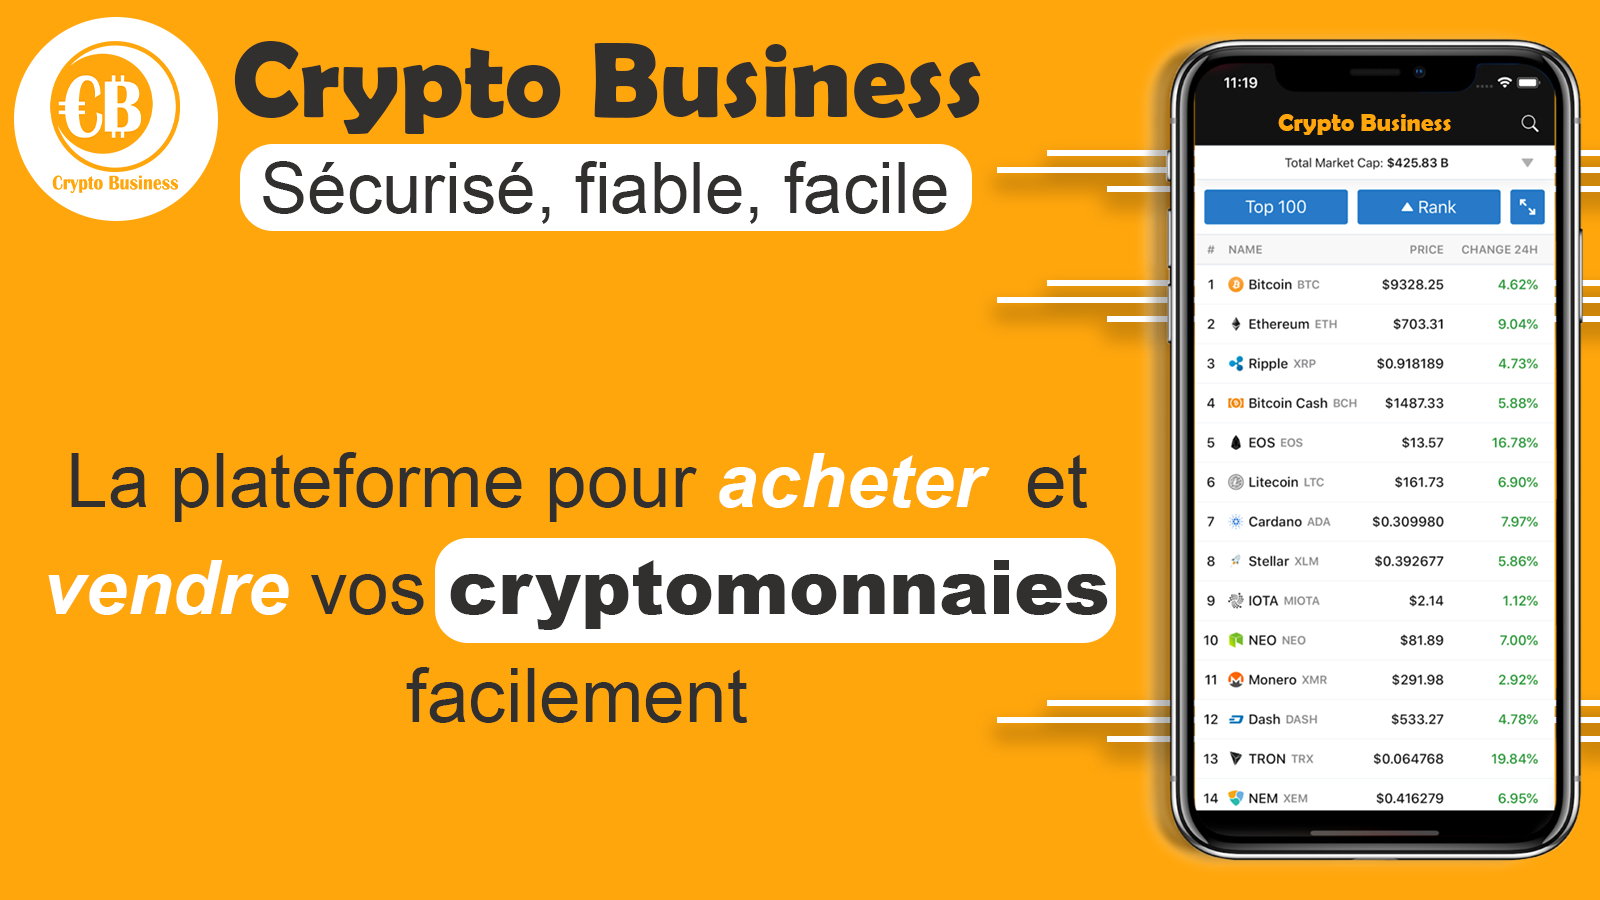 €B
Crypto Business
Crypto Business
Sécurisé, fiable, facile
La plateforme pour acheter et
vendre vos cryptomonnaies
facilement
11:19
Crypto Business
Total Market Cap: $425.83 B
Top 100 Rank
# NAME PRICE CHANGE 24H
1 Bitcoin BTC $9328.25 4.62%
2 Ethereum ETH $703.31 9.04%
3 Ripple XRP $0.918189 4.73%
4 Bitcoin Cash BCH $1487.33 5.88%
5 EOS EOS $13.57 16.78%
6 Litecoin LTC $161.73 6.90%
7 Cardano ADA $0.309980 7.97%
8 Stellar XLM $0.392677 5.86%
9 IOTA MIOTA $2.14 1.12%
10 NEO NEO $81.89 7.00%
11 Monero XMR $291.98 2.92%
12 Dash DASH $533.27 4.78%
13 TRON TRX $0.064768 19.84%
14 NEM XEM $0.416279 6.95%